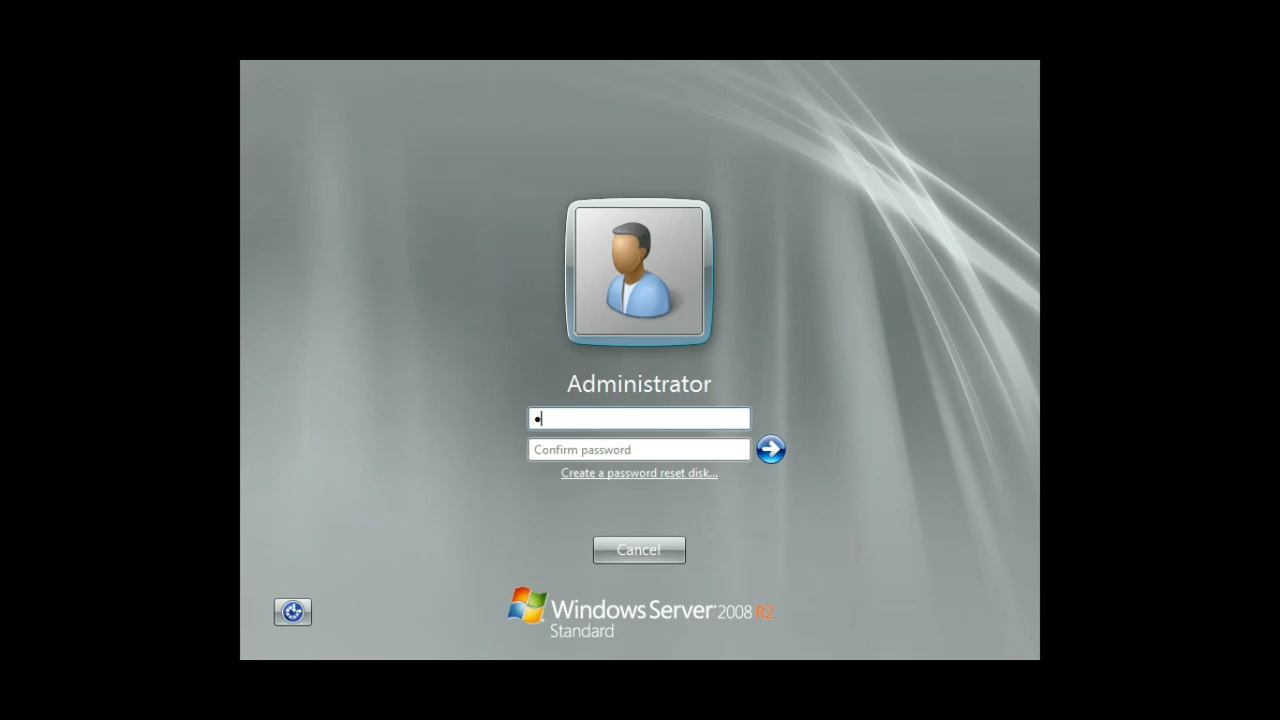 Administrator
●
Confirm password
Create a password reset disk...
Cancel
Windows Server 2008 R2
Standard